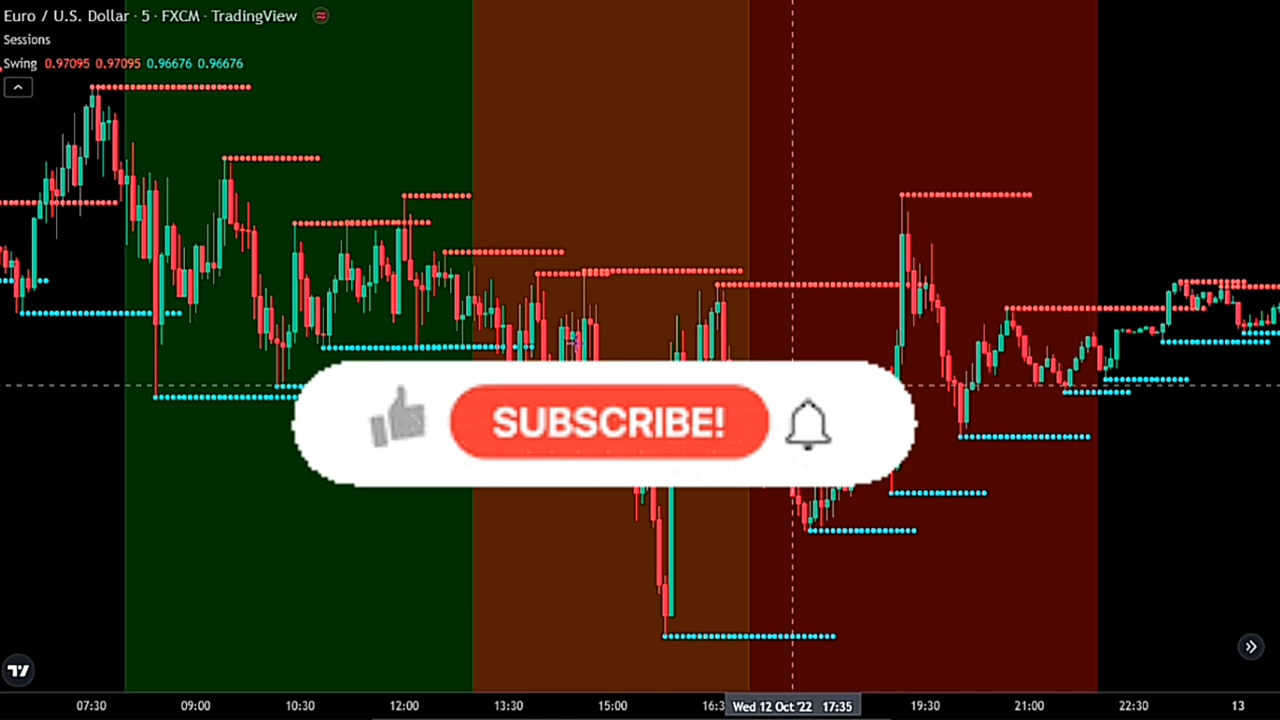 Euro / U.S. Dollar · 5 · FXCM · TradingView
Sessions
Swing 0.97095 0.97095 0.96676 0.96676
SUBSCRIBE!
07:30 09:00 10:30 12:00 13:30 15:00 16:3 Wed 12 Oct '22 17:35 19:30 21:00 22:30 13